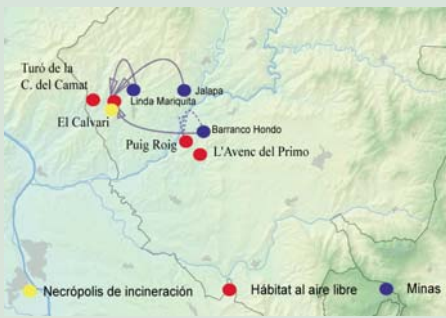 Turó de la
C. del Camat
Linda Mariquita
Jalapa
El Calvari
Barranco Hondo
Puig Roig
L'Avenc del Primo
Necrópolis de incineración
Hábitat al aire libre
Minas